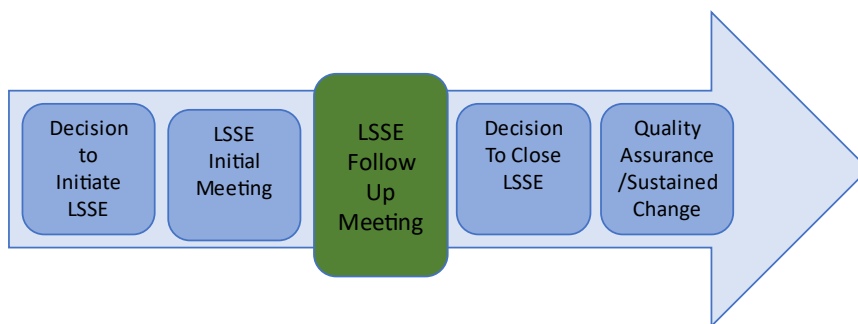 Decision
to
Initiate
LSSE
LSSE
Initial
Meeting
LSSE
Follow
Up
Meeting
Decision
To Close
LSSE
Quality
Assurance
/Sustained
Change